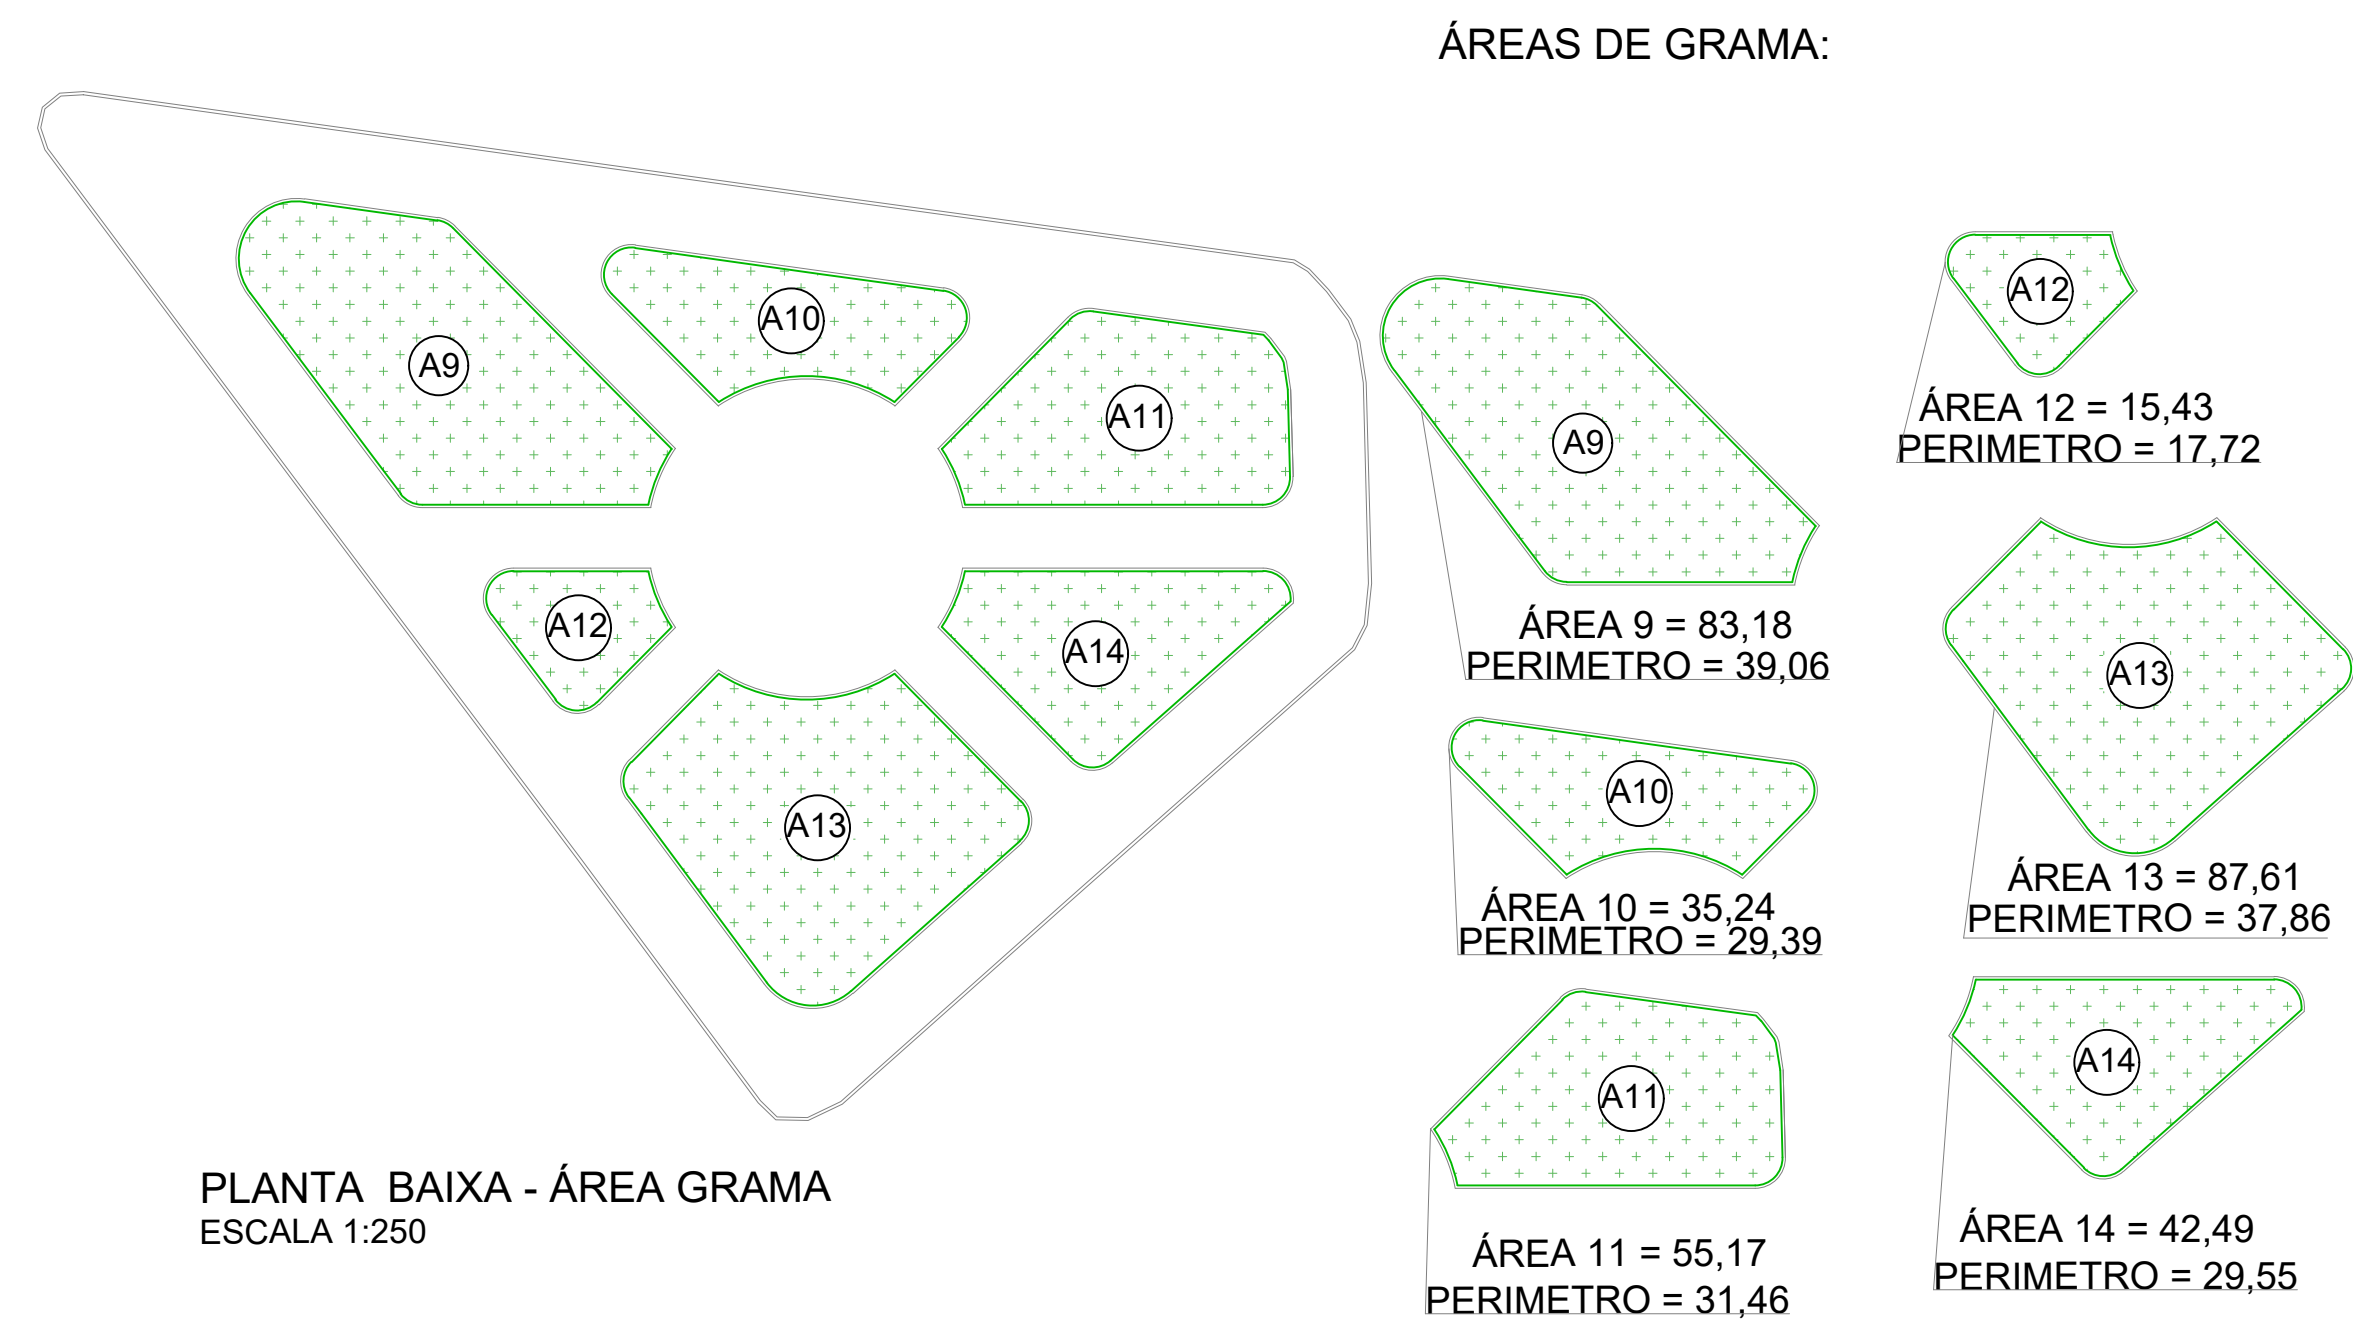 ÁREAS DE GRAMA:
A9
A10
A11
A12
A14
A13
PLANTA  BAIXA - ÁREA GRAMA
ESCALA 1:250
A9
ÁREA 9 = 83,18
PERIMETRO = 39,06
A10
ÁREA 10 = 35,24
PERIMETRO = 29,39
A11
ÁREA 11 = 55,17
PERIMETRO = 31,46
A12
ÁREA 12 = 15,43
PERIMETRO = 17,72
A13
ÁREA 13 = 87,61
PERIMETRO = 37,86
A14
ÁREA 14 = 42,49
PERIMETRO = 29,55